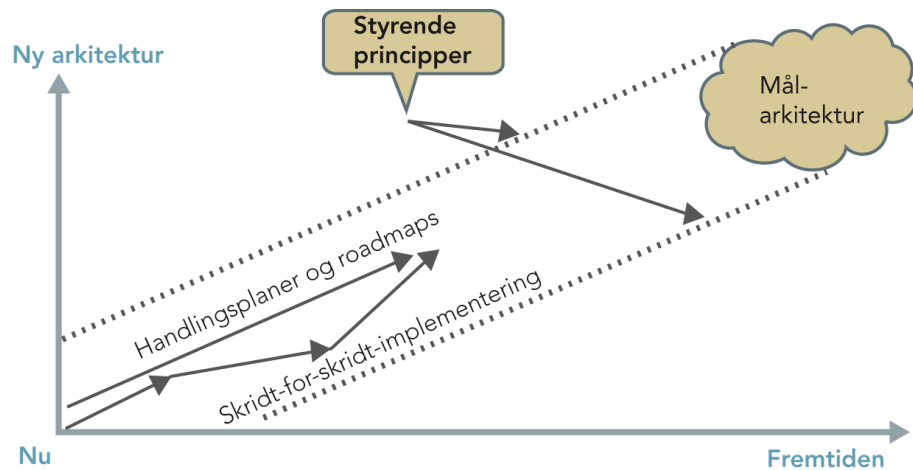 Styrende
principper
Ny arkitektur
Mål-
arkitektur
Handlingsplaner og roadmaps
Skridt-for-skridt-implementering
Nu
Fremtiden